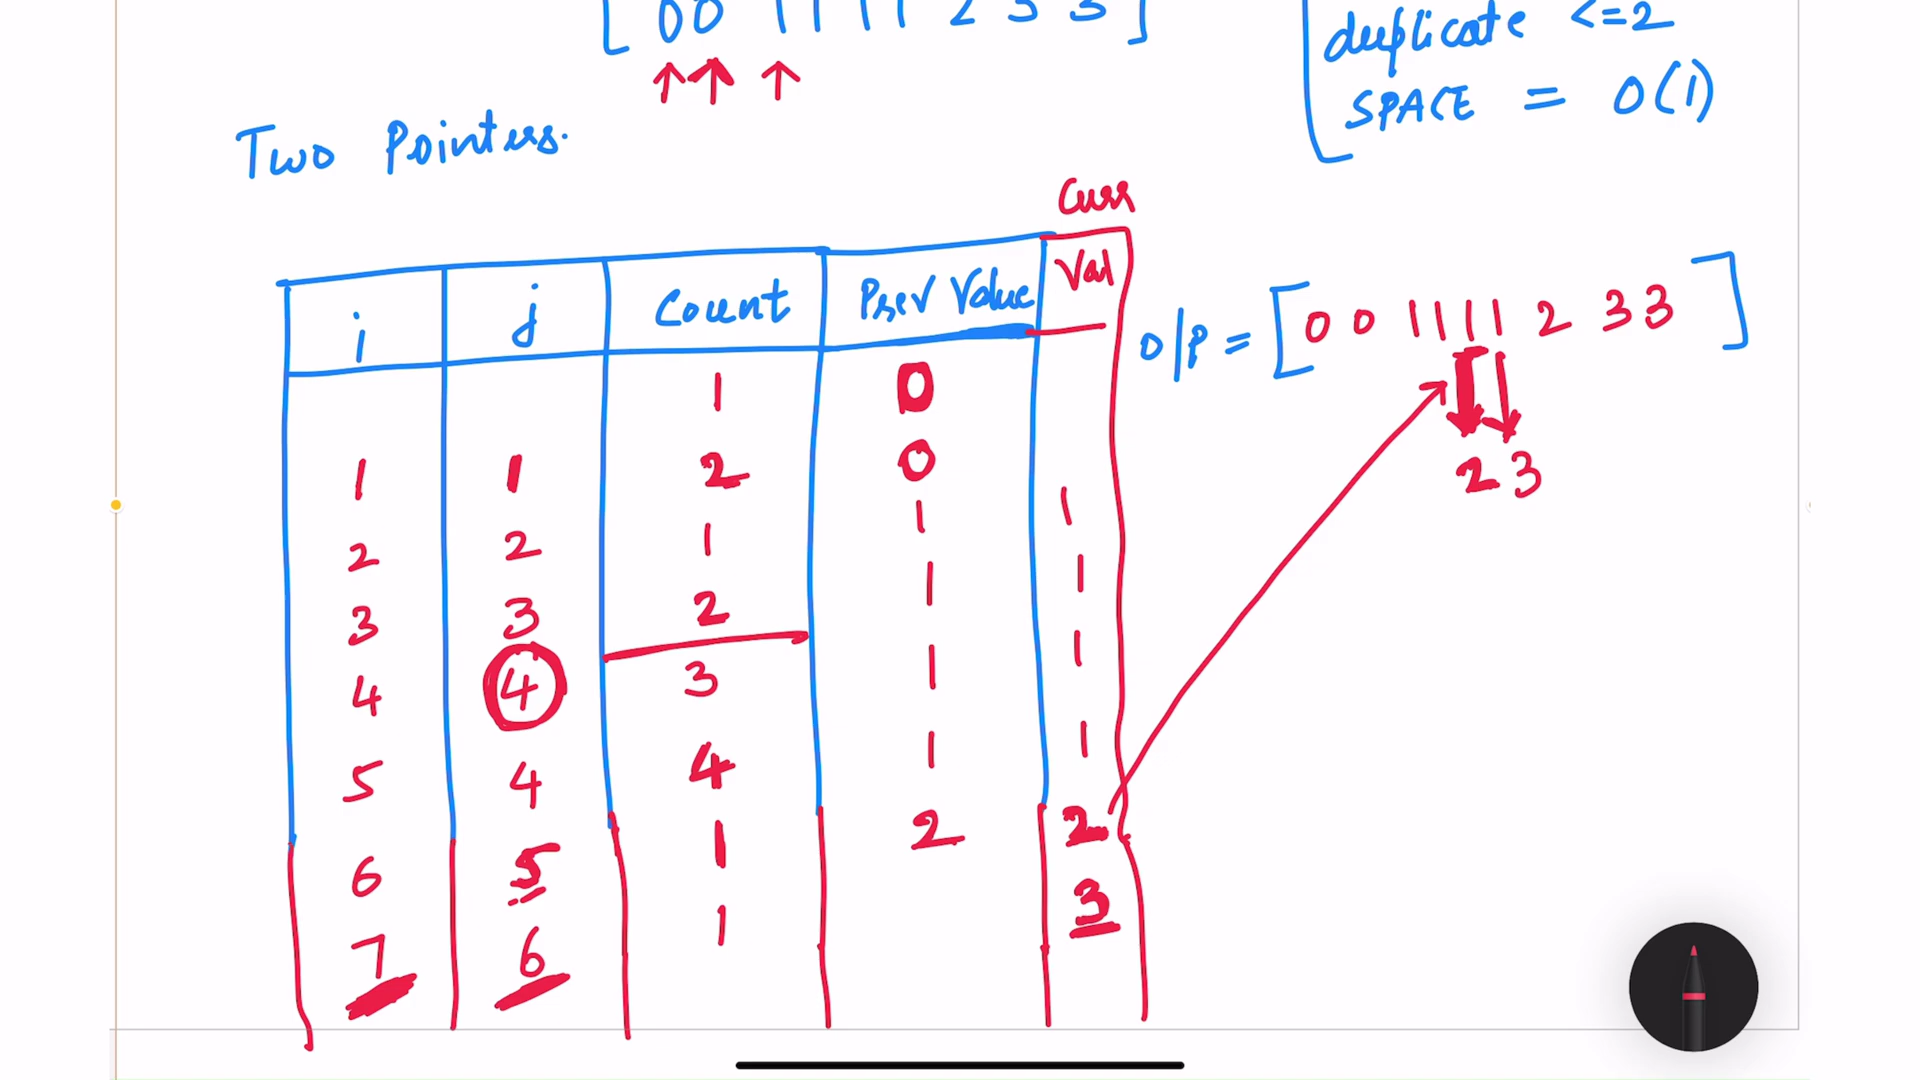 [ 0 0 1 1 1 1 2 3 3 ]
duplicate <=2
SPACE = O(1)
Two Pointers.
Curr
Val
i j Count Prev Value
O/P = [ 0 0 1 1 1 1 2 3 3 ]
1 0
1 1 2 0
2 3
2 2 1 1 1
3 3 2 1 1
4 4 3 1 1
5 4 4 1 1
6 5 1 2 2
7 6 1 3